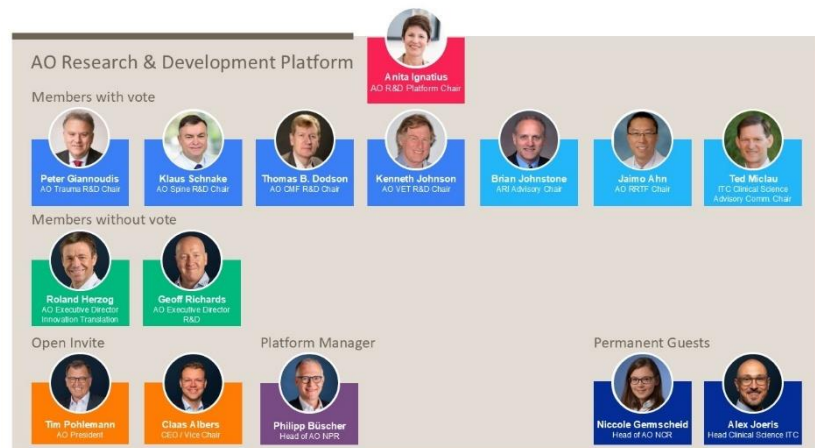 AO Research & Development Platform
Anita Ignatius
AO R&D Platform Chair
Members with vote
Peter Giannoudis
AO Trauma R&D Chair
Klaus Schnake
AO Spine R&D Chair
Thomas B. Dodson
AO CMF R&D Chair
Kenneth Johnson
AO VET R&D Chair
Brian Johnstone
ARI Advisory Chair
Jaimo Ahn
AO RRTF Chair
Ted Miclau
ITC Clinical Science
Advisory Comm. Chair
Members without vote
Roland Herzog
AO Executive Director
Innovation Translation
Geoff Richards
AO Executive Director
R&D
Open Invite
Tim Pohlemann
AO President
Claas Albers
CEO / Vice Chair
Platform Manager
Philipp Büscher
Head of AO NPR
Permanent Guests
Niccole Germscheid
Head of AO NCR
Alex Joeris
Head Clinical Science ITC